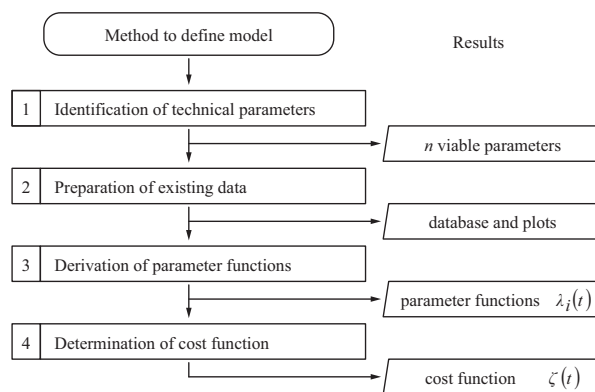 Method to define model
Results
1 Identification of technical parameters
n viable parameters
2 Preparation of existing data
database and plots
3 Derivation of parameter functions
parameter functions λi(t)
4 Determination of cost function
cost function ζ(t)